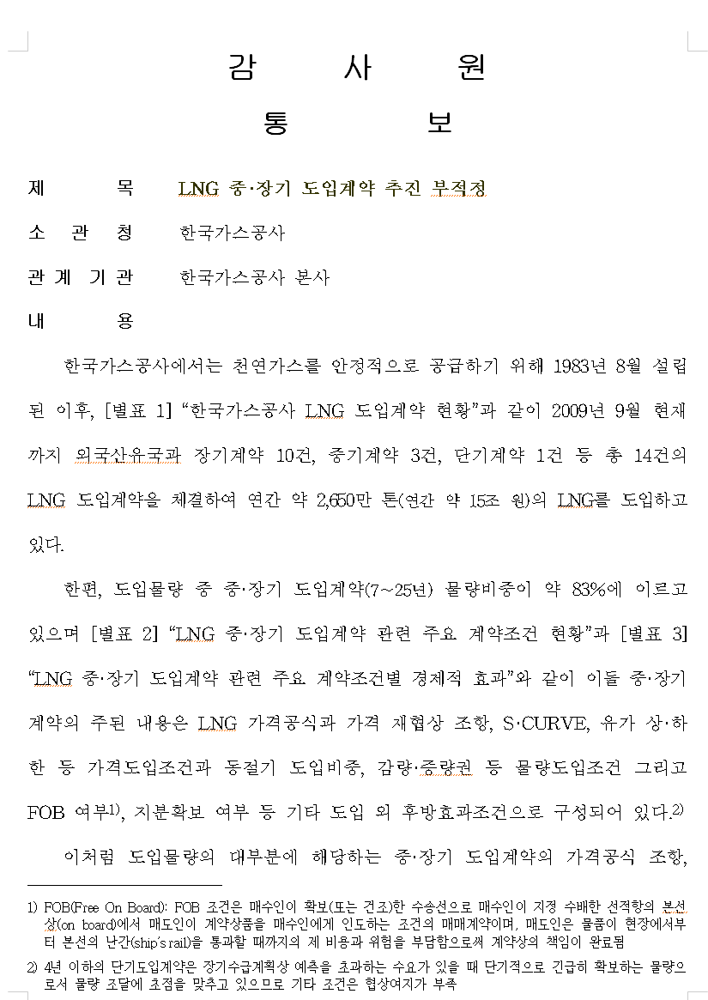 감 사 원
통 보
제 목 LNG 중·장기 도입계약 추진 부적정
소 관 청 한국가스공사
관 계 기 관 한국가스공사 본사
내 용
한국가스공사에서는 천연가스를 안정적으로 공급하기 위해 1983년 8월 설립
된 이후, [별표 1] “한국가스공사 LNG 도입계약 현황”과 같이 2009년 9월 현재
까지 외국산유국과 장기계약 10건, 중기계약 3건, 단기계약 1건 등 총 14건의
LNG 도입계약을 체결하여 연간 약 2,650만 톤(연간 약 15조 원)의 LNG를 도입하고
있다.
한편, 도입물량 중 중·장기 도입계약(7~25년) 물량비중이 약 83%에 이르고
있으며 [별표 2] “LNG 중·장기 도입계약 관련 주요 계약조건 현황”과 [별표 3]
“LNG 중·장기 도입계약 관련 주요 계약조건별 경제적 효과”와 같이 이들 중·장기
계약의 주된 내용은 LNG 가격공식과 가격 재협상 조항, S·CURVE, 유가 상·하
한 등 가격도입조건과 동절기 도입비중, 감량·증량권 등 물량도입조건 그리고
FOB 여부1), 지분확보 여부 등 기타 도입 외 후방효과조건으로 구성되어 있다.2)
이처럼 도입물량의 대부분에 해당하는 중·장기 도입계약의 가격공식 조항,
1) FOB(Free On Board): FOB 조건은 매수인이 확보(또는 건조)한 수송선으로 매수인이 지정 수배한 선적항의 본선
상(on board)에서 매도인이 계약상품을 매수인에게 인도하는 조건의 매매계약이며, 매도인은 물품이 현장에서부
터 본선의 난간(ship's rail)을 통과할 때까지의 제 비용과 위험을 부담함으로써 계약상의 책임이 완료됨
2) 4년 이하의 단기도입계약은 장기수급계획상 예측을 초과하는 수요가 있을 때 단기적으로 긴급히 확보하는 물량으
로서 물량 조달에 초점을 맞추고 있으므로 기타 조건은 협상여지가 부족